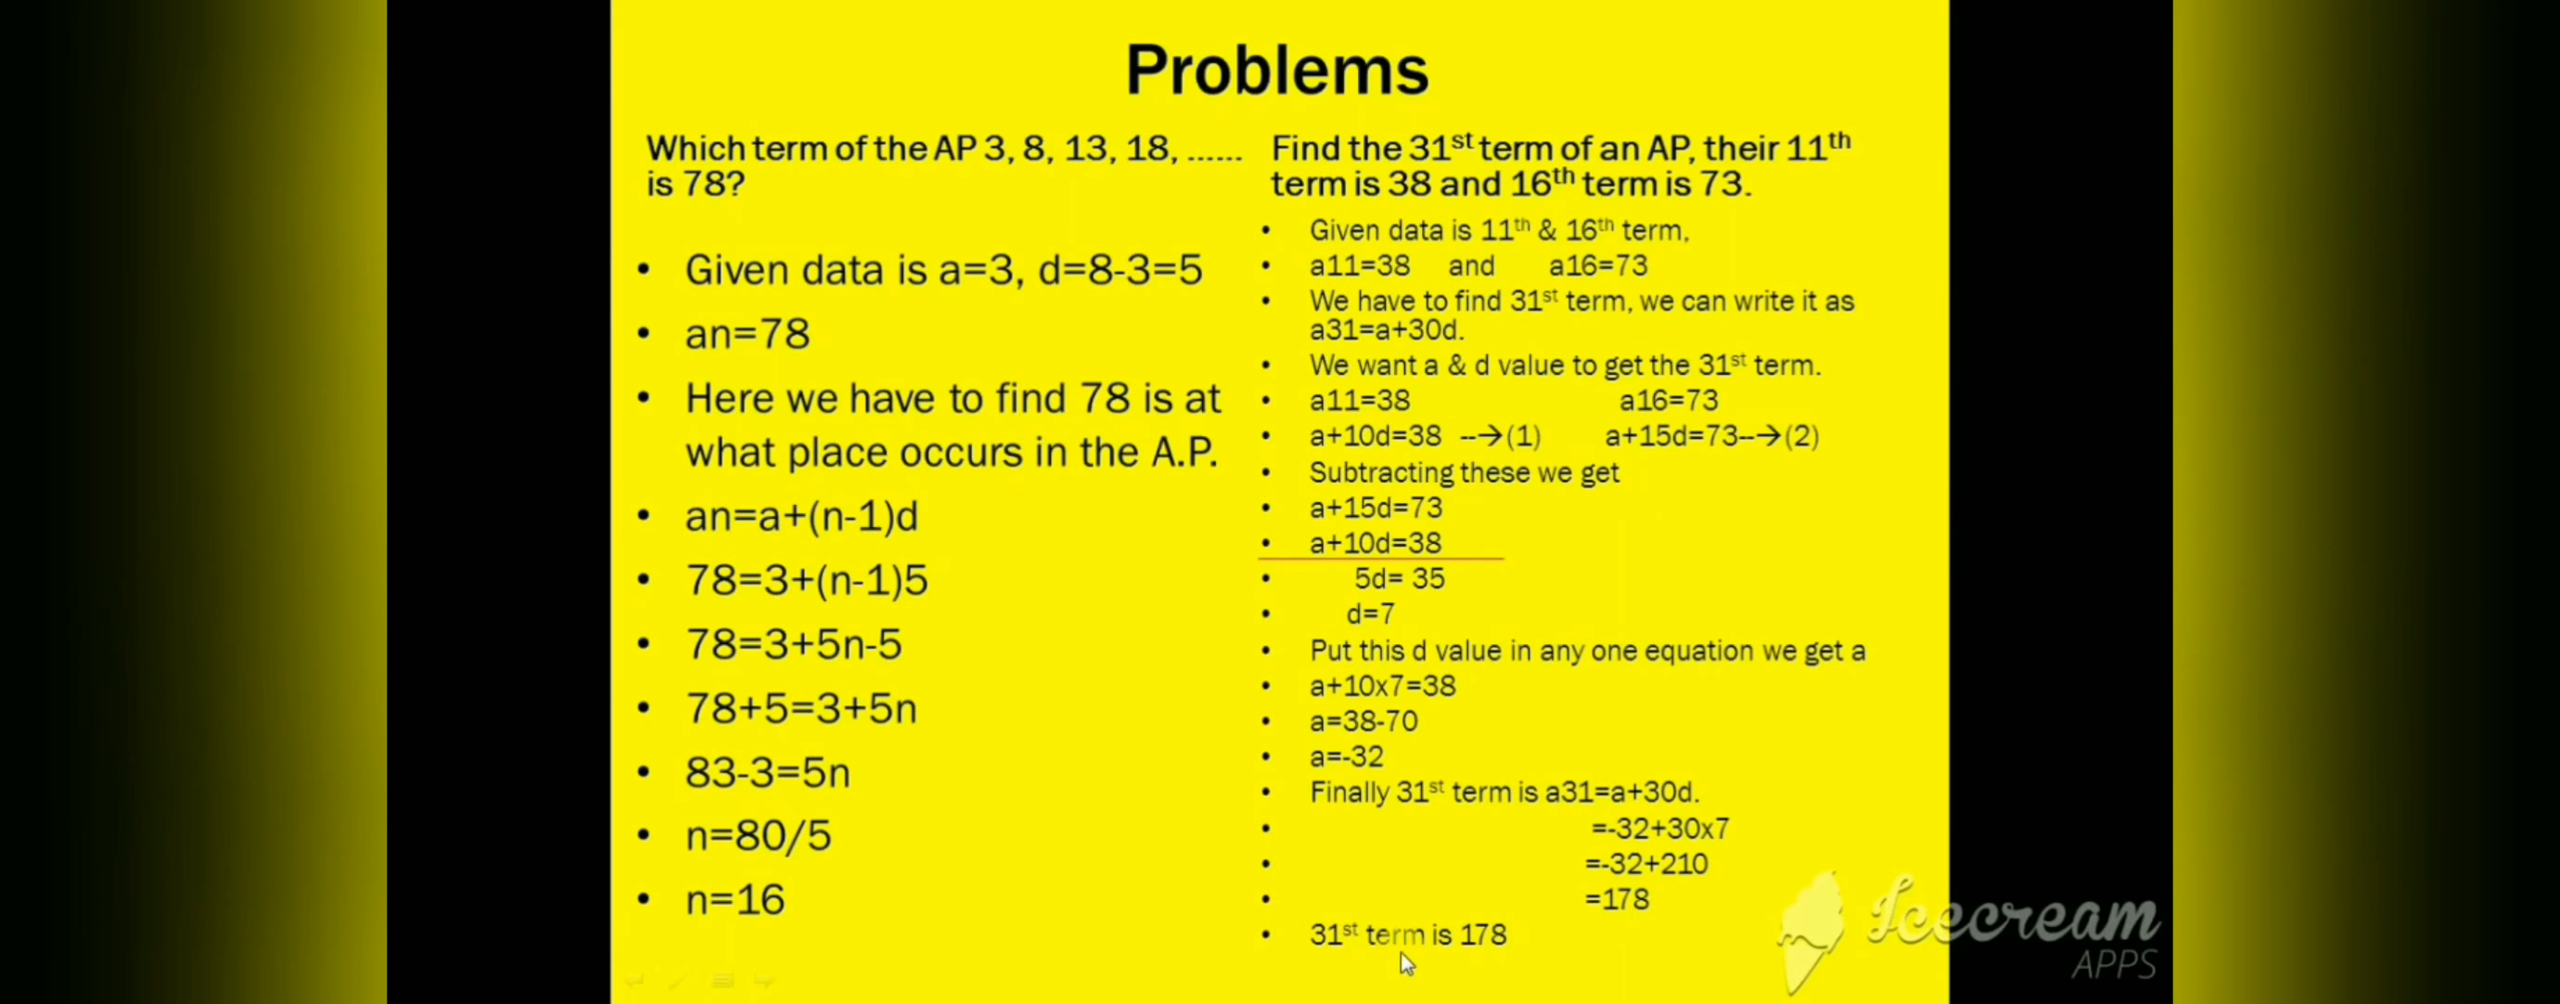 Problems
Which term of the AP 3, 8, 13, 18, ......
is 78?
• Given data is a=3, d=8-3=5
• an=78
• Here we have to find 78 is at
what place occurs in the A.P.
• an=a+(n-1)d
• 78=3+(n-1)5
• 78=3+5n-5
• 78+5=3+5n
• 83-3=5n
• n=80/5
• n=16
Find the 31st term of an AP, their 11th
term is 38 and 16th term is 73.
• Given data is 11th & 16th term,
• a11=38 and a16=73
• We have to find 31st term, we can write it as
a31=a+30d.
• We want a & d value to get the 31st term.
• a11=38 a16=73
• a+10d=38 --→(1) a+15d=73--→(2)
• Subtracting these we get
• a+15d=73
• a+10d=38
• 5d= 35
• d=7
• Put this d value in any one equation we get a
• a+10x7=38
• a=38-70
• a=-32
• Finally 31st term is a31=a+30d.
• =-32+30x7
• =-32+210
• =178
• 31st term is 178
Icecream
APPS